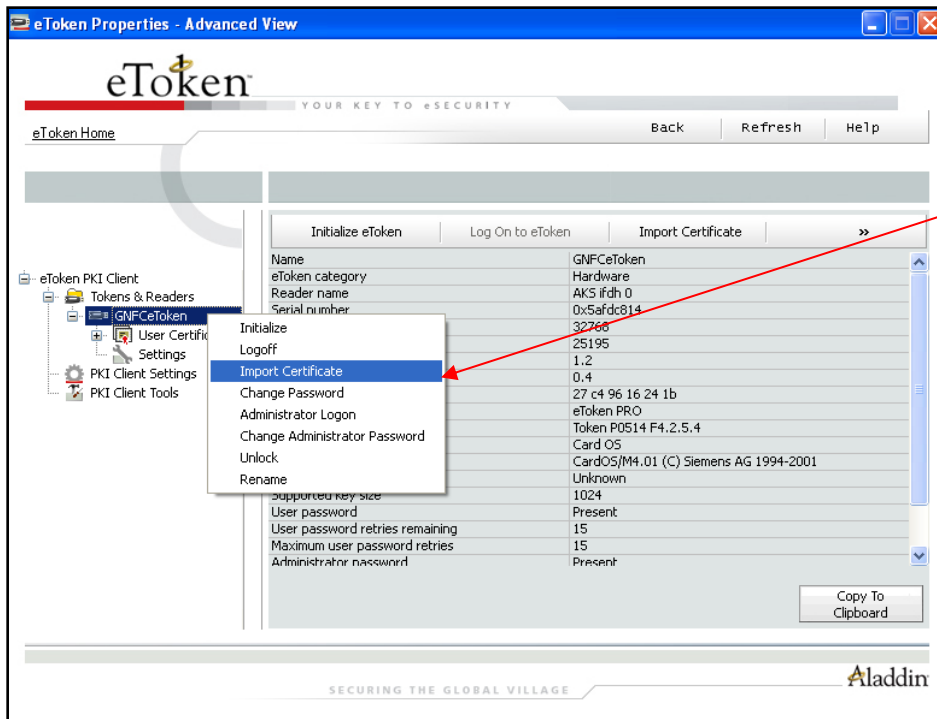 eToken Properties - Advanced View
eToken
YOUR KEY TO eSECURITY
eToken Home
Back Refresh Help
Initialize eToken Log On to eToken Import Certificate »
Name GNFCeToken
eToken category Hardware
Reader name AKS ifdh 0
Serial number 0x5afdc814
32768
25195
1.2
0.4
27 c4 96 16 24 1b
eToken PRO
Token P0514 F4.2.5.4
Card OS
CardOS/M4.01 (C) Siemens AG 1994-2001
Unknown
Supported key size 1024
User password Present
User password retries remaining 15
Maximum user password retries 15
Administrator password Present
eToken PKI Client
Tokens & Readers
GNFCeToken
User Certific
Settings
PKI Client Settings
PKI Client Tools
Initialize
Logoff
Import Certificate
Change Password
Administrator Logon
Change Administrator Password
Unlock
Rename
Copy To
Clipboard
SECURING THE GLOBAL VILLAGE
Aladdin